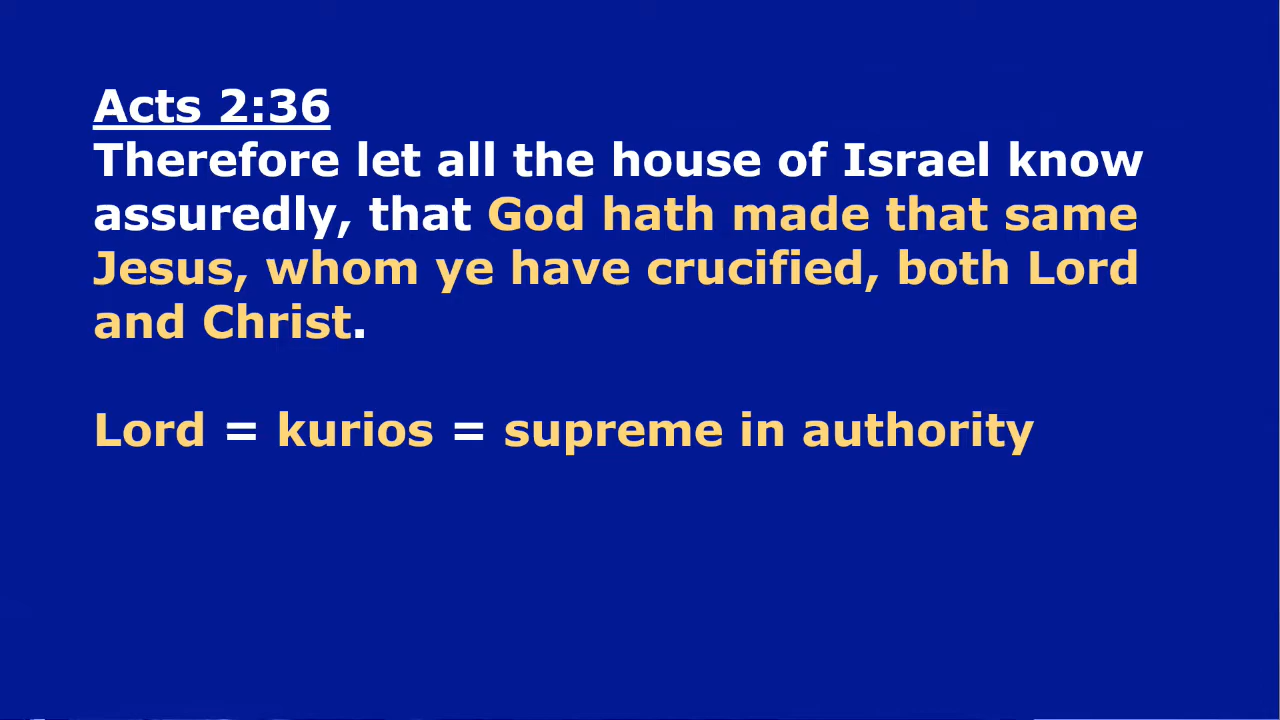 Acts 2:36
Therefore let all the house of Israel know
assuredly, that God hath made that same
Jesus, whom ye have crucified, both Lord
and Christ.
Lord = kurios = supreme in authority